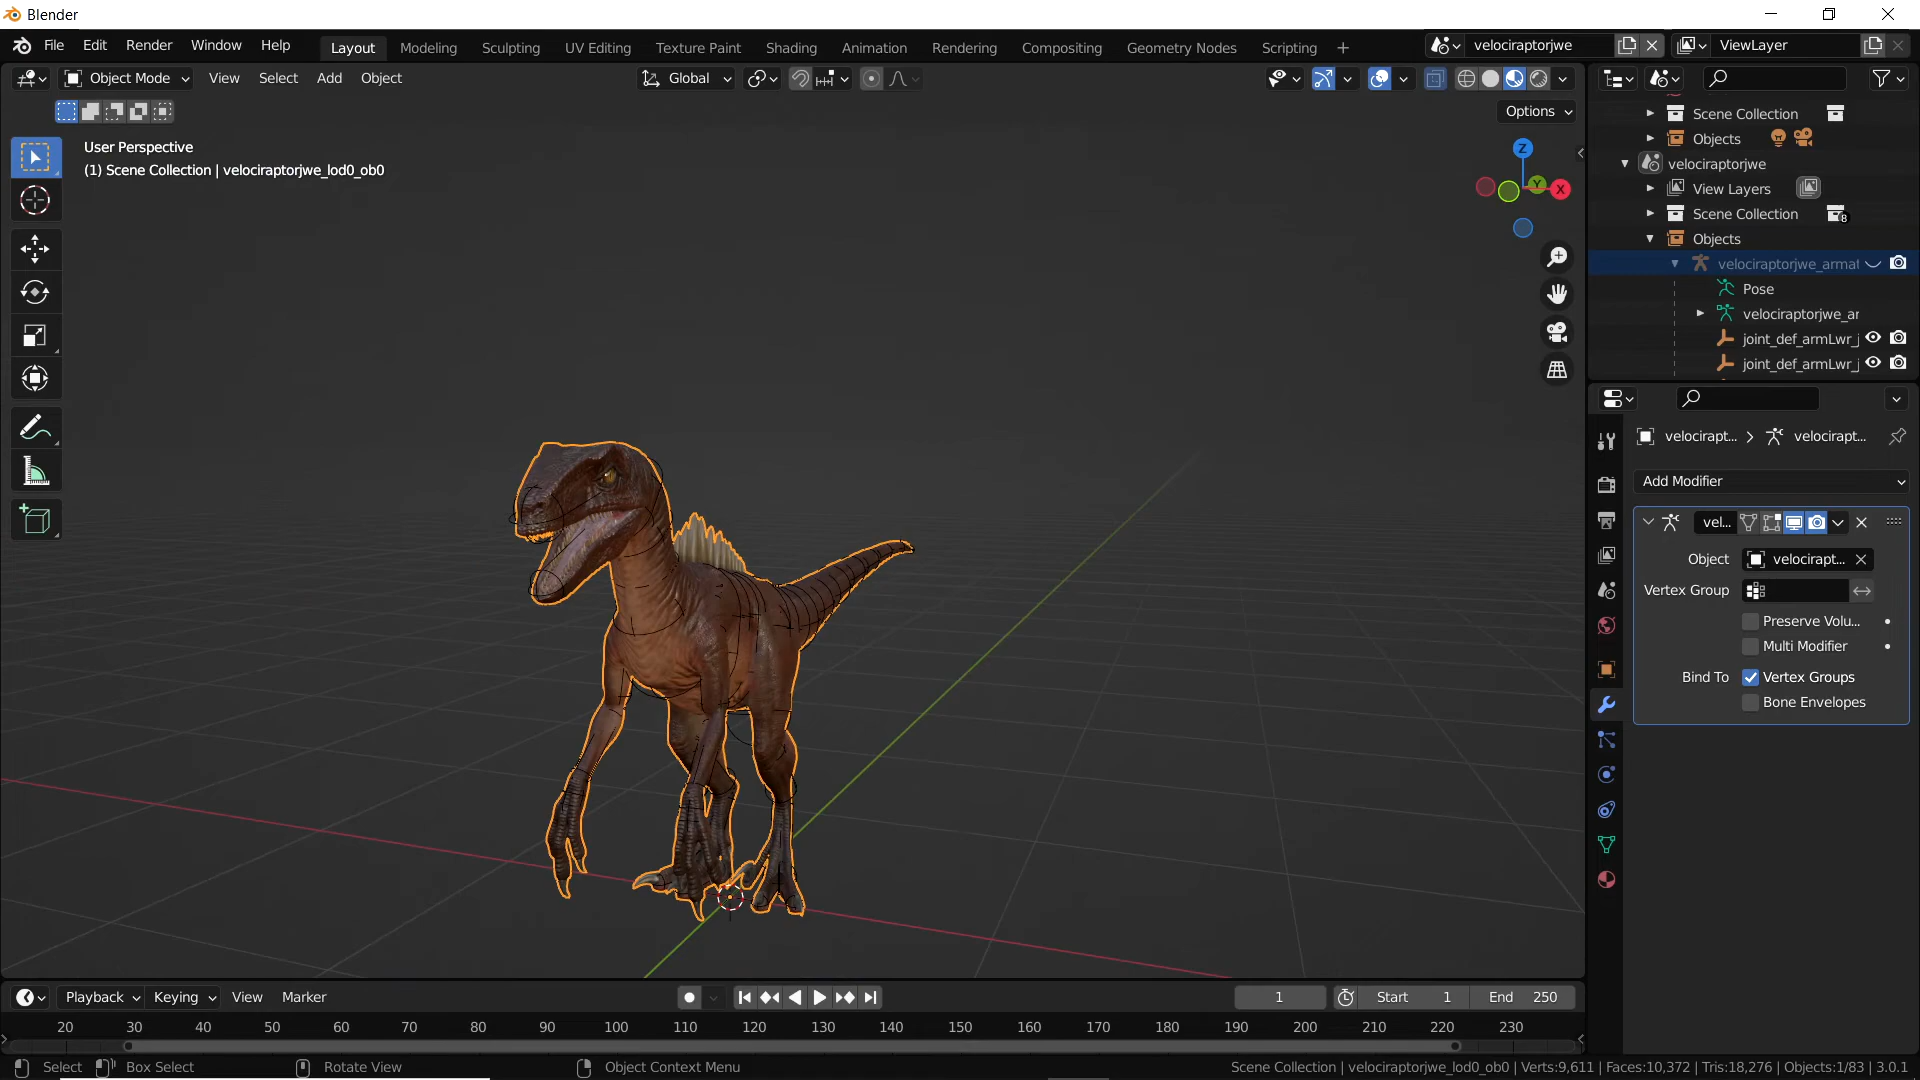 Blender
File Edit Render Window Help
Layout Modeling Sculpting UV Editing Texture Paint Shading Animation Rendering Compositing Geometry Nodes Scripting +
velociraptorjwe
ViewLayer
Object Mode View Select Add Object
Global
Options
User Perspective
(1) Scene Collection | velociraptorjwe_lod0_ob0
Z
Y
X
Scene Collection
Objects
velociraptorjwe
View Layers
Scene Collection 8
Objects
velociraptorjwe_armat
Pose
velociraptorjwe_ar
joint_def_armLwr_j
joint_def_armLwr_j
velocirapt... > velocirapt...
Add Modifier
vel...
Object velocirapt...
Vertex Group
Preserve Volu...
Multi Modifier
Bind To Vertex Groups
Bone Envelopes
Playback Keying View Marker
1 Start 1 End 250
20 30 40 50 60 70 80 90 100 110 120 130 140 150 160 170 180 190 200 210 220 230
Select Box Select Rotate View Object Context Menu
Scene Collection | velociraptorjwe_lod0_ob0 | Verts:9,611 | Faces:10,372 | Tris:18,276 | Objects:1/83 | 3.0.1